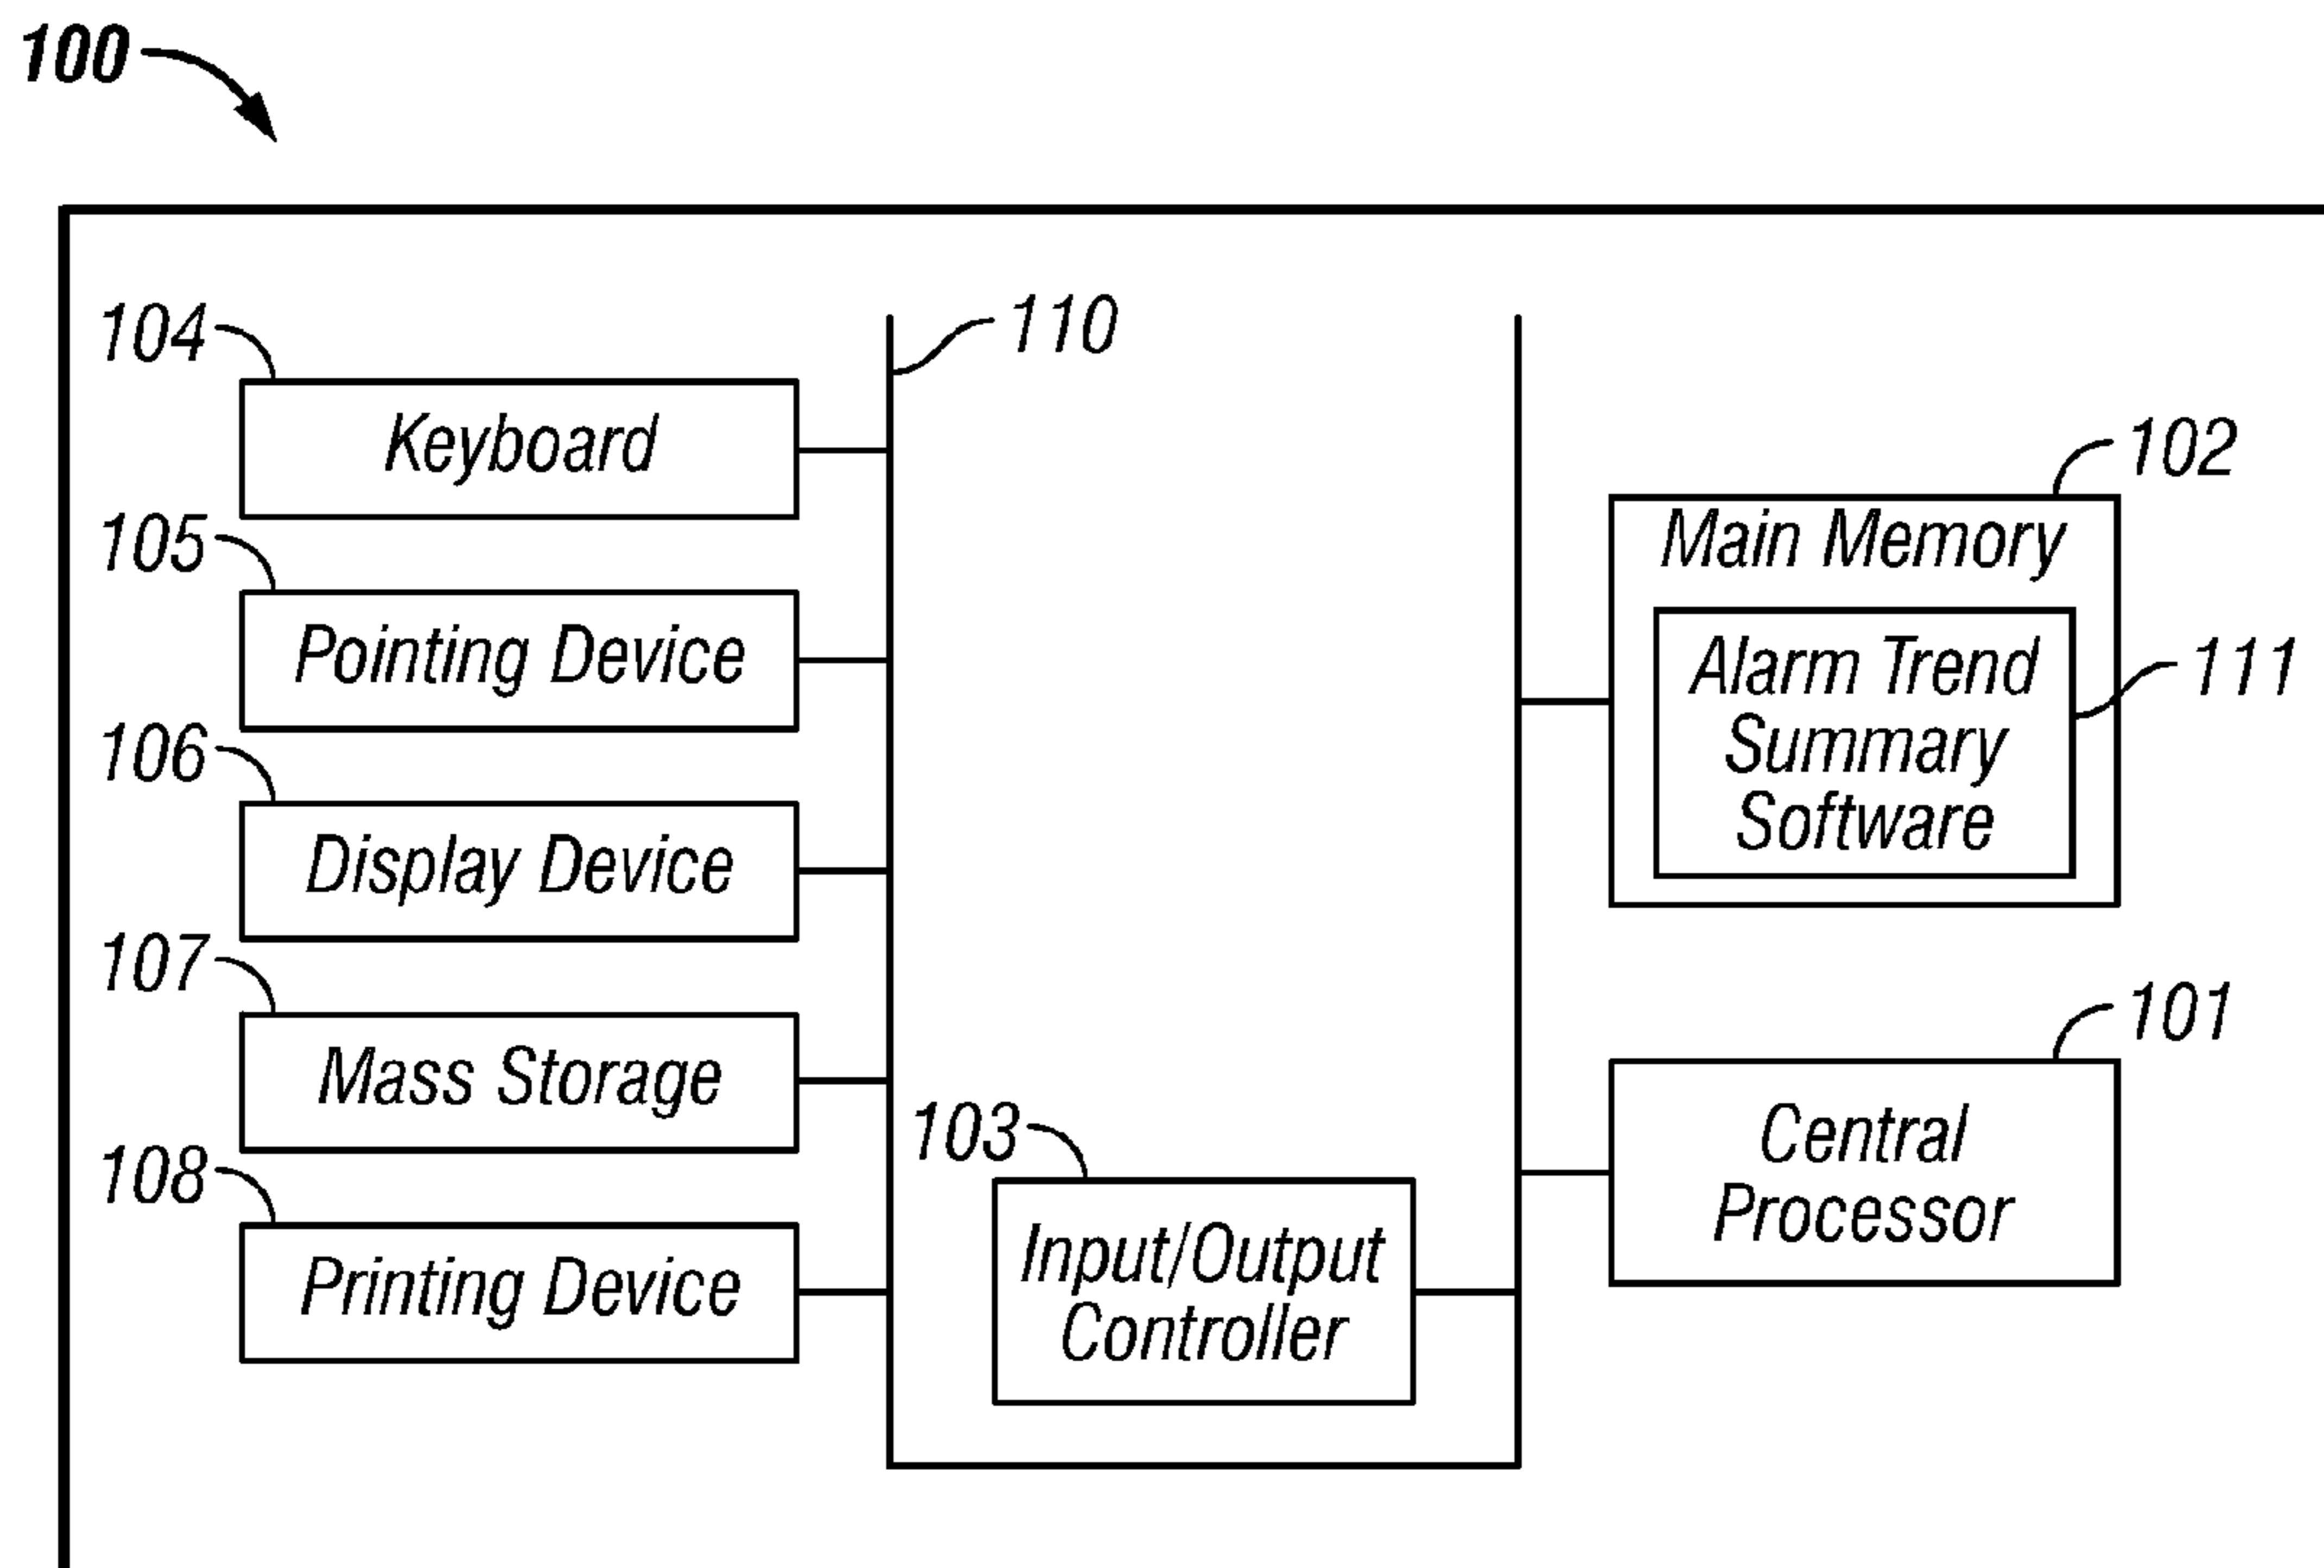 100
104
110
Keyboard
102
105
Main Memory
Pointing Device
Alarm Trend
Summary
Software
111
106
Display Device
107
Mass Storage
101
Central
Processor
103
108
Input/Output
Controller
Printing Device